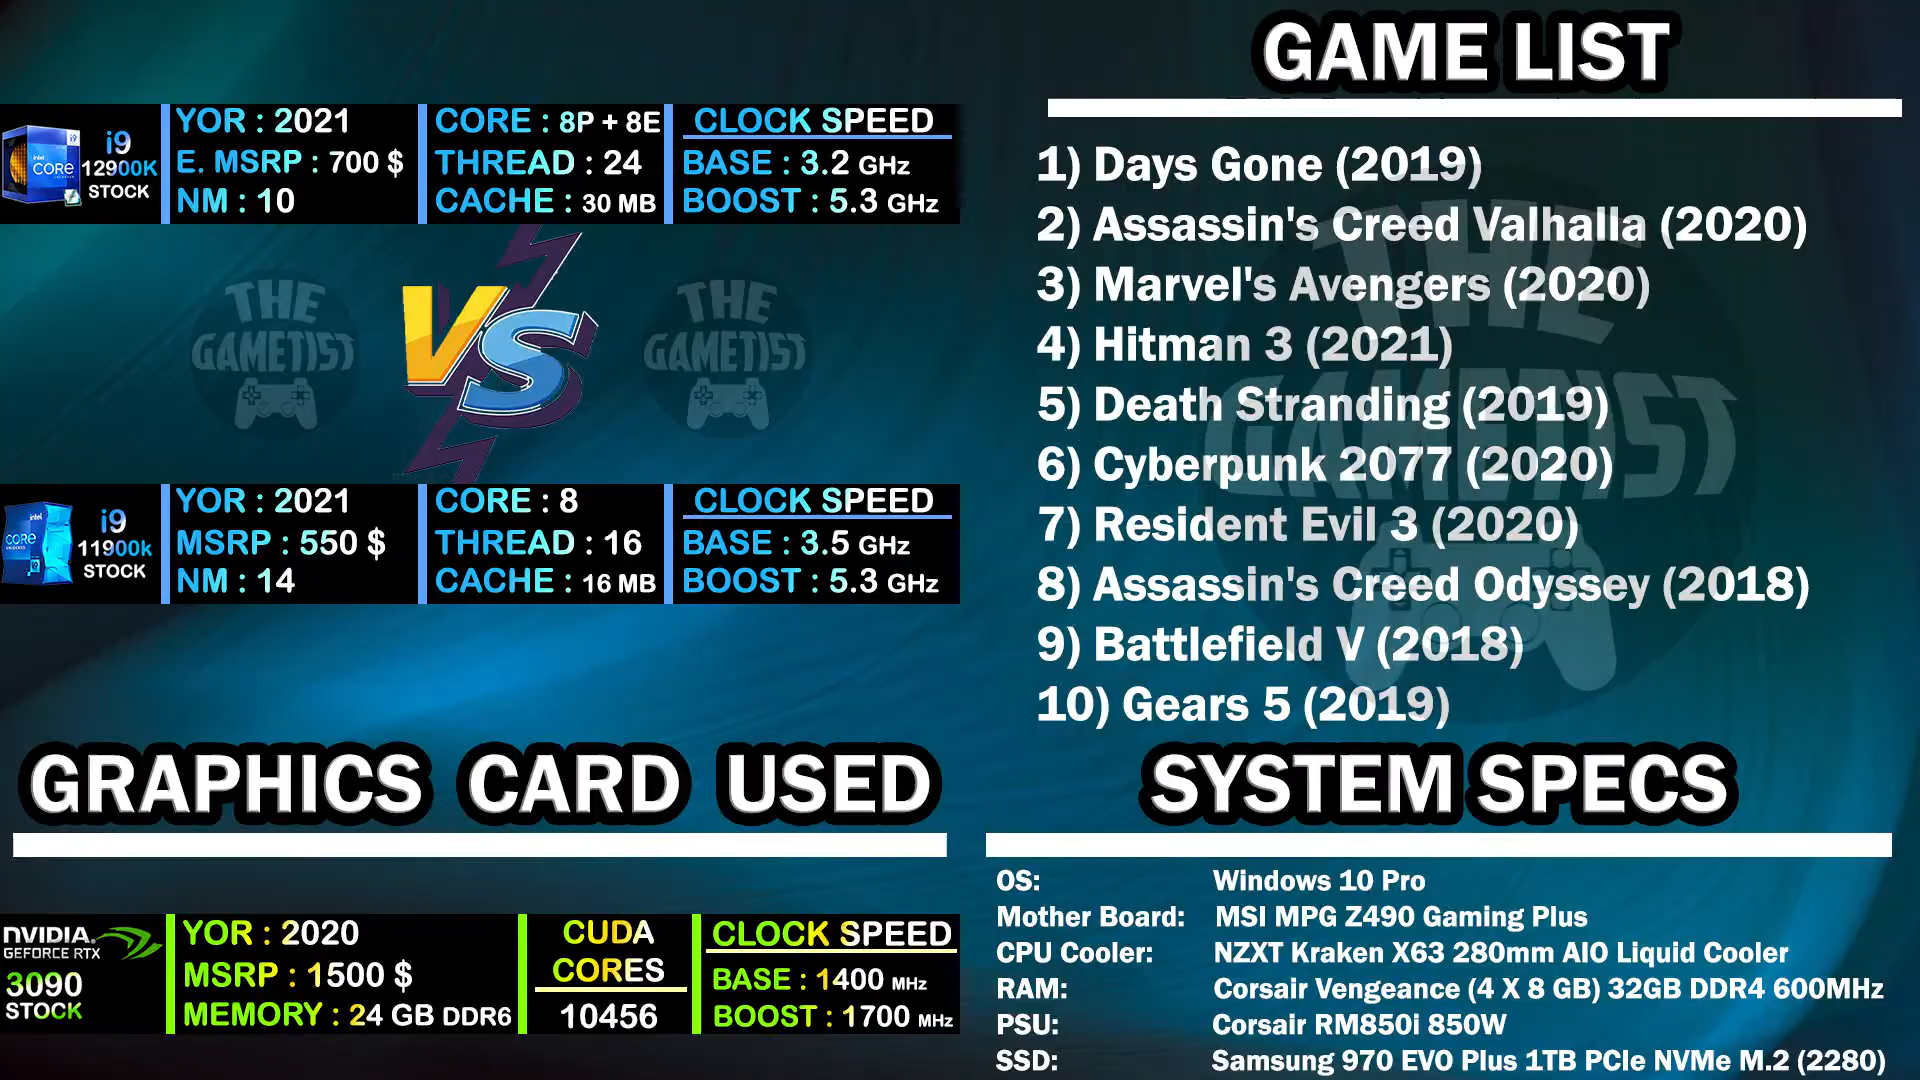 i9
12900K
STOCK
YOR : 2021
E. MSRP : 700 $
NM : 10
CORE : 8P + 8E
THREAD : 24
CACHE : 30 MB
CLOCK SPEED
BASE : 3.2 GHz
BOOST : 5.3 GHz
intel
CORE
i9
THE
GAMETIST
VS
THE
GAMETIST
i9
11900k
STOCK
YOR : 2021
MSRP : 550 $
NM : 14
CORE : 8
THREAD : 16
CACHE : 16 MB
CLOCK SPEED
BASE : 3.5 GHz
BOOST : 5.3 GHz
intel
CORE
i9
GRAPHICS CARD USED
NVIDIA.
GEFORCE RTX
3090
STOCK
YOR : 2020
MSRP : 1500 $
MEMORY : 24 GB DDR6
CUDA
CORES
10456
CLOCK SPEED
BASE : 1400 MHz
BOOST : 1700 MHz
GAME LIST
1) Days Gone (2019)
2) Assassin's Creed Valhalla (2020)
3) Marvel's Avengers (2020)
4) Hitman 3 (2021)
5) Death Stranding (2019)
6) Cyberpunk 2077 (2020)
7) Resident Evil 3 (2020)
8) Assassin's Creed Odyssey (2018)
9) Battlefield V (2018)
10) Gears 5 (2019)
THE
GAMETIST
SYSTEM SPECS
OS: Windows 10 Pro
Mother Board: MSI MPG Z490 Gaming Plus
CPU Cooler: NZXT Kraken X63 280mm AIO Liquid Cooler
RAM: Corsair Vengeance (4 X 8 GB) 32GB DDR4 600MHz
PSU: Corsair RM850i 850W
SSD: Samsung 970 EVO Plus 1TB PCIe NVMe M.2 (2280)